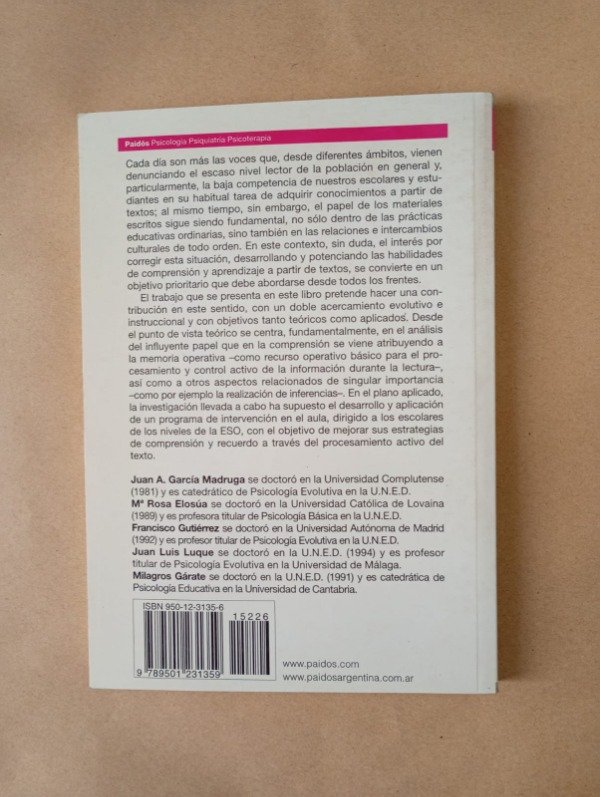 Paidós Psicología Psiquiatría Psicoterapia
Cada día son más las voces que, desde diferentes ámbitos, vienen
denunciando el escaso nivel lector de la población en general y,
particularmente, la baja competencia de nuestros escolares y estu-
diantes en su habitual tarea de adquirir conocimientos a partir de
textos; al mismo tiempo, sin embargo, el papel de los materiales
escritos sigue siendo fundamental, no sólo dentro de las prácticas
educativas ordinarias, sino también en las relaciones e intercambios
culturales de todo orden. En este contexto, sin duda, el interés por
corregir esta situación, desarrollando y potenciando las habilidades
de comprensión y aprendizaje a partir de textos, se convierte en un
objetivo prioritario que debe abordarse desde todos los frentes.
El trabajo que se presenta en este libro pretende hacer una con-
tribución en este sentido, con un doble acercamiento evolutivo e
instruccional y con objetivos tanto teóricos como aplicados. Desde
el punto de vista teórico se centra, fundamentalmente, en el análisis
del influyente papel que en la comprensión se viene atribuyendo a
la memoria operativa –como recurso operativo básico para el pro-
cesamiento y control activo de la información durante la lectura–,
así como a otros aspectos relacionados de singular importancia
–como por ejemplo la realización de inferencias–. En el plano aplicado,
la investigación llevada a cabo ha supuesto el desarrollo y aplicación
de un programa de intervención en el aula, dirigido a los escolares
de los niveles de la ESO, con el objetivo de mejorar sus estrategias
de comprensión y recuerdo a través del procesamiento activo del
texto.
Juan A. García Madruga se doctoró en la Universidad Complutense
(1981) y es catedrático de Psicología Evolutiva en la U.N.E.D.
Mª Rosa Elosúa se doctoró en la Universidad Católica de Lovaina
(1989) y es profesora titular de Psicología Básica en la U.N.E.D.
Francisco Gutiérrez se doctoró en la Universidad Autónoma de Madrid
(1992) y es profesor titular de Psicología Evolutiva en la U.N.E.D.
Juan Luis Luque se doctoró en la U.N.E.D. (1994) y es profesor
titular de Psicología Evolutiva en la Universidad de Málaga.
Milagros Gárate se doctoró en la U.N.E.D. (1991) y es catedrática de
Psicología Educativa en la Universidad de Cantabria.
ISBN 950-12-3135-6
15226
9 789501 231359
www.paidos.com
www.paidosargentina.com.ar